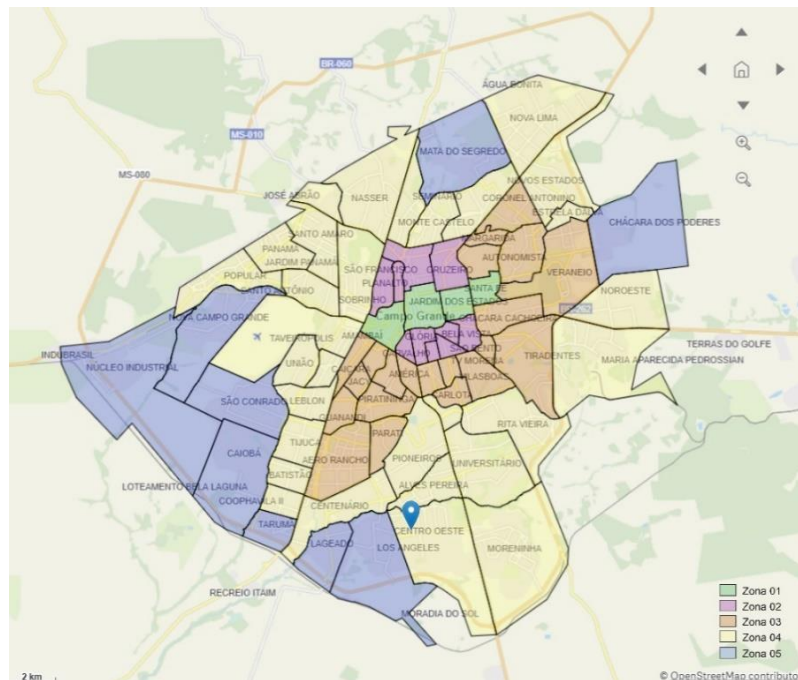 BR-060
ÁGUA BONITA
NOVA LIMA
MS-010
MATA DO SEGREDO
MS-080
NOVOS ESTADOS
JOSÉ ABRÃO
NASSER
SEMINÁRIO
CORONEL ANTONINO
ESTRELA DALVA
CHÁCARA DOS PODERES
MONTE CASTELO
SANTO AMARO
MARGARIDA
PANAMÁ
AUTONOMISTA
JARDIM PANAMÁ
SÃO FRANCISCO
CRUZEIRO
VERANEIO
POPULAR
PLANALTO
SANTA FÉ
NOROESTE
SANTO ANTÔNIO
SOBRINHO
JARDIM DOS ESTADOS
NOVA CAMPO GRANDE
Campo Grande
CHÁCARA CACHOEIRA
TAVEIRÓPOLIS
AMAMBAÍ
GLÓRIA
BELA VISTA
TERRAS DO GOLFE
INDUBRASIL
CARVALHO
SÃO BENTO
TIRADENTES
MARIA APARECIDA PEDROSSIAN
NÚCLEO INDUSTRIAL
UNIÃO
CAIÇARA
AMÉRICA
TV MORENA
JACY
VILASBOAS
SÃO CONRADO
LEBLON
PIRATININGA
CARLOTA
GUANANDI
RITA VIEIRA
PARATI
TIJUCA
CAIOBÁ
AERO RANCHO
PIONEIROS
UNIVERSITÁRIO
BATISTÃO
LOTEAMENTO BELA LAGUNA
ALVES PEREIRA
COOPHAVILA II
CENTENÁRIO
TARUMÃ
CENTRO OESTE
LAGEADO
LOS ANGELES
MORENINHA
RECREIO ITAIM
MORADIA DO SOL
Zona 01
Zona 02
Zona 03
Zona 04
Zona 05
2 km
© OpenStreetMap contributo